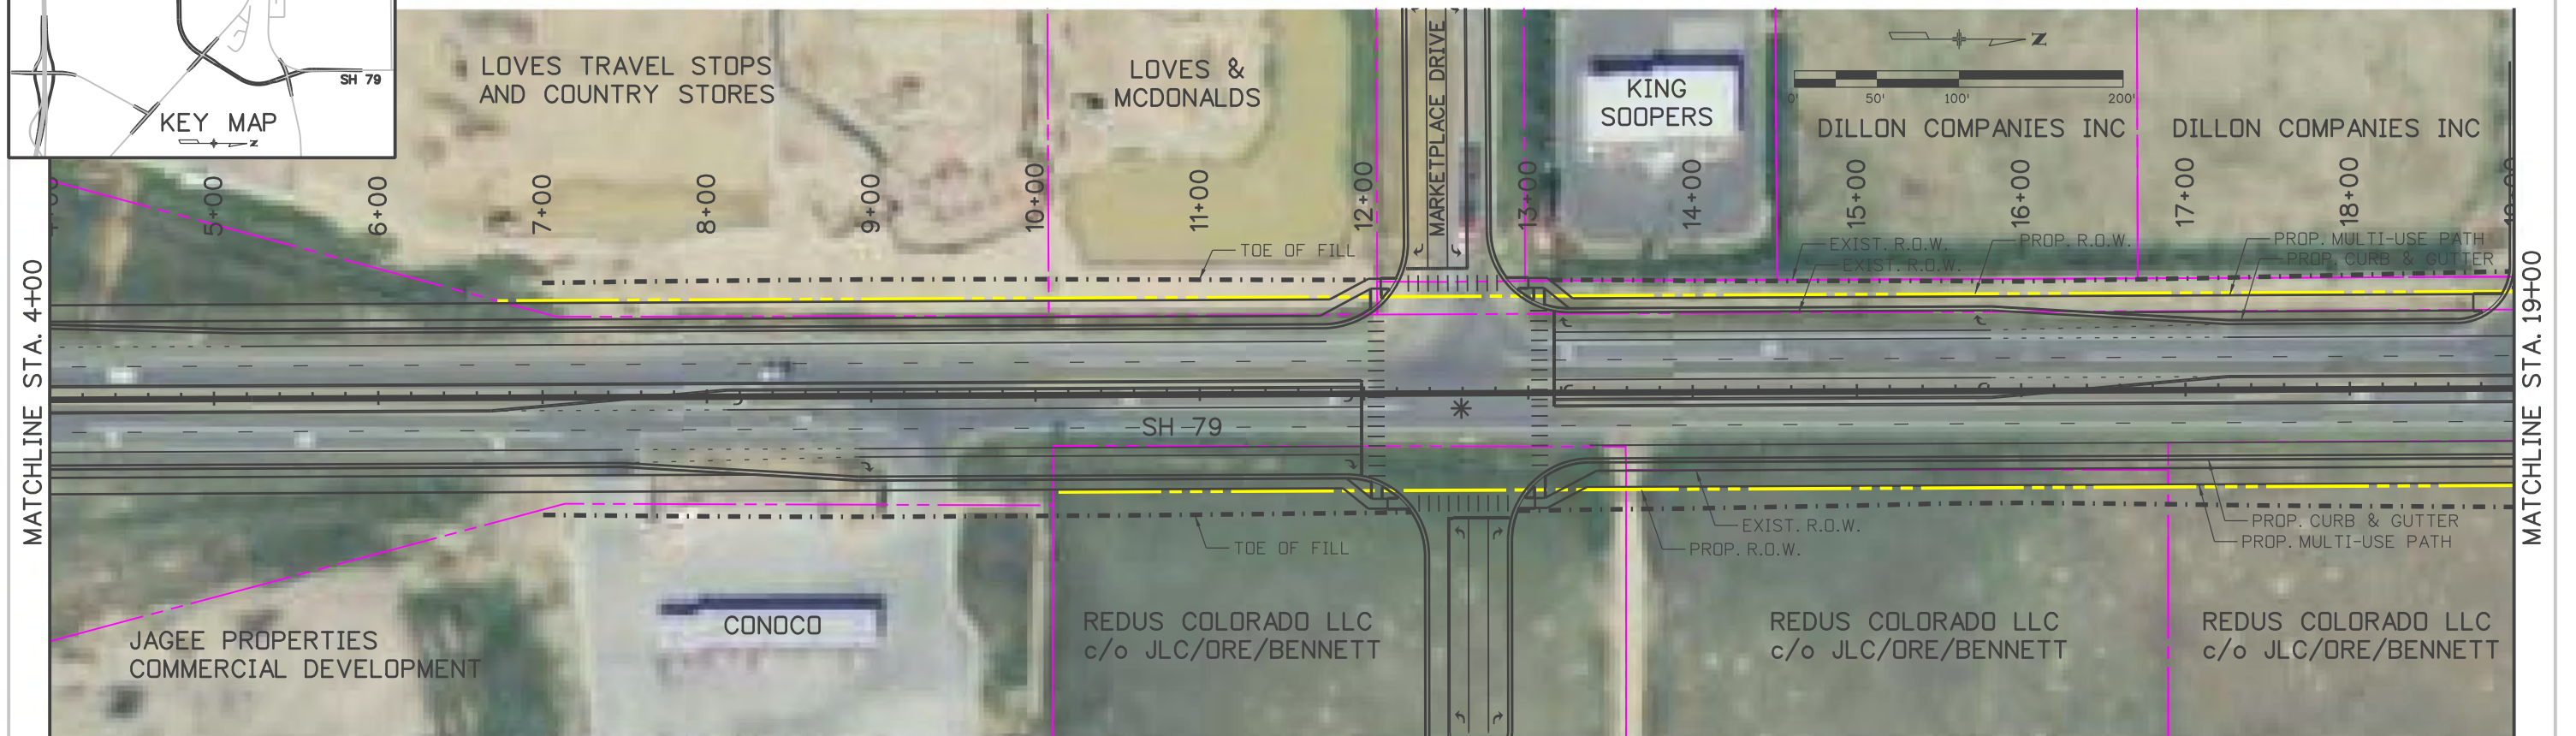 SH 79
KEY MAP
Z
LOVES TRAVEL STOPS
AND COUNTRY STORES
LOVES &
MCDONALDS
MARKETPLACE DRIVE
KING
SOOPERS
Z
0' 50' 100' 200'
DILLON COMPANIES INC
DILLON COMPANIES INC
5+00
6+00
7+00
8+00
9+00
10+00
11+00
12+00
13+00
14+00
15+00
16+00
17+00
18+00
TOE OF FILL
EXIST. R.O.W.
EXIST. R.O.W.
PROP. R.O.W.
PROP. MULTI-USE PATH
PROP. CURB & GUTTER
MATCHLINE STA. 4+00
MATCHLINE STA. 19+00
SH 79
TOE OF FILL
EXIST. R.O.W.
PROP. R.O.W.
PROP. CURB & GUTTER
PROP. MULTI-USE PATH
JAGEE PROPERTIES
COMMERCIAL DEVELOPMENT
CONOCO
REDUS COLORADO LLC
c/o JLC/ORE/BENNETT
REDUS COLORADO LLC
c/o JLC/ORE/BENNETT
REDUS COLORADO LLC
c/o JLC/ORE/BENNETT